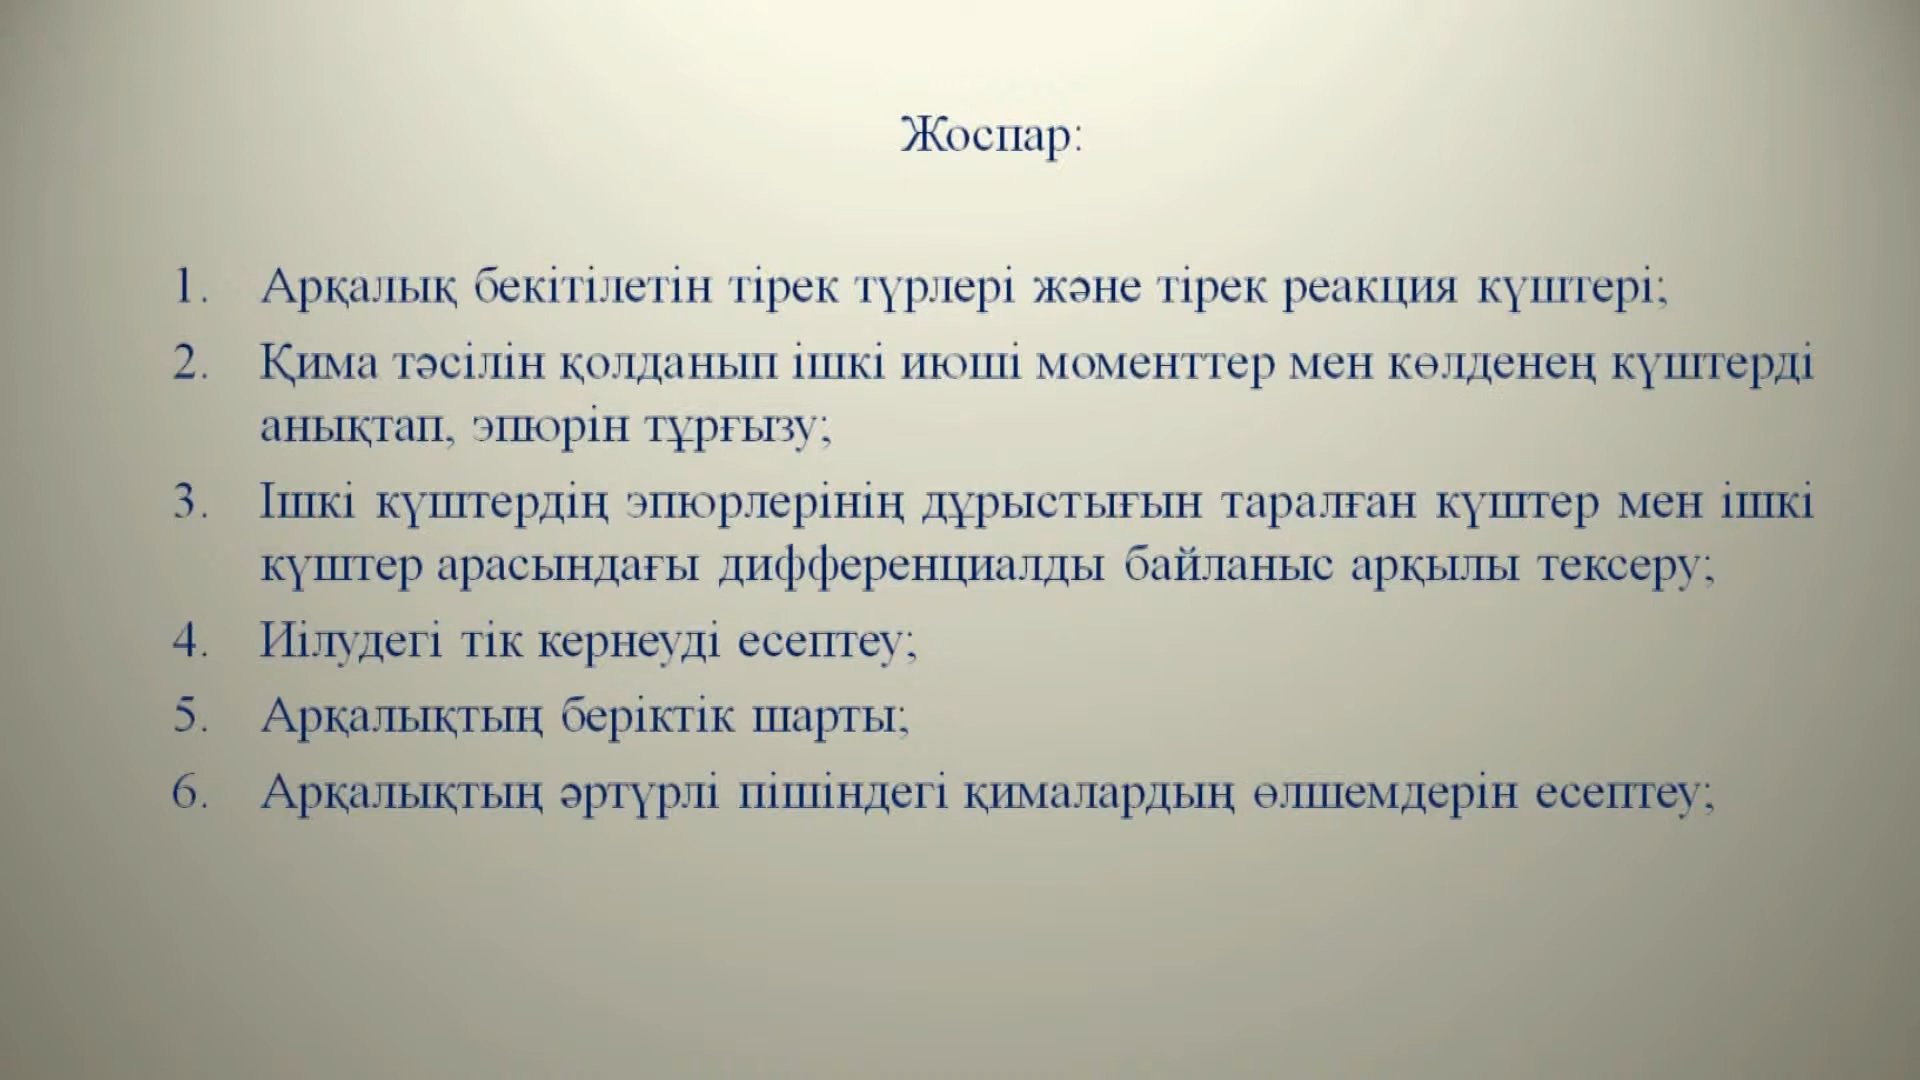 Жоспар:
1. Арқалық бекітілетін тірек түрлері және тірек реакция күштері;
2. Қима тәсілін қолданып ішкі июші моменттер мен көлденең күштерді
анықтап, эпюрін тұрғызу;
3. Ішкі күштердің эпюрлерінің дұрыстығын таралған күштер мен ішкі
күштер арасындағы дифференциалды байланыс арқылы тексеру;
4. Иілудегі тік кернеуді есептеу;
5. Арқалықтың беріктік шарты;
6. Арқалықтың әртүрлі пішіндегі қималардың өлшемдерін есептеу;